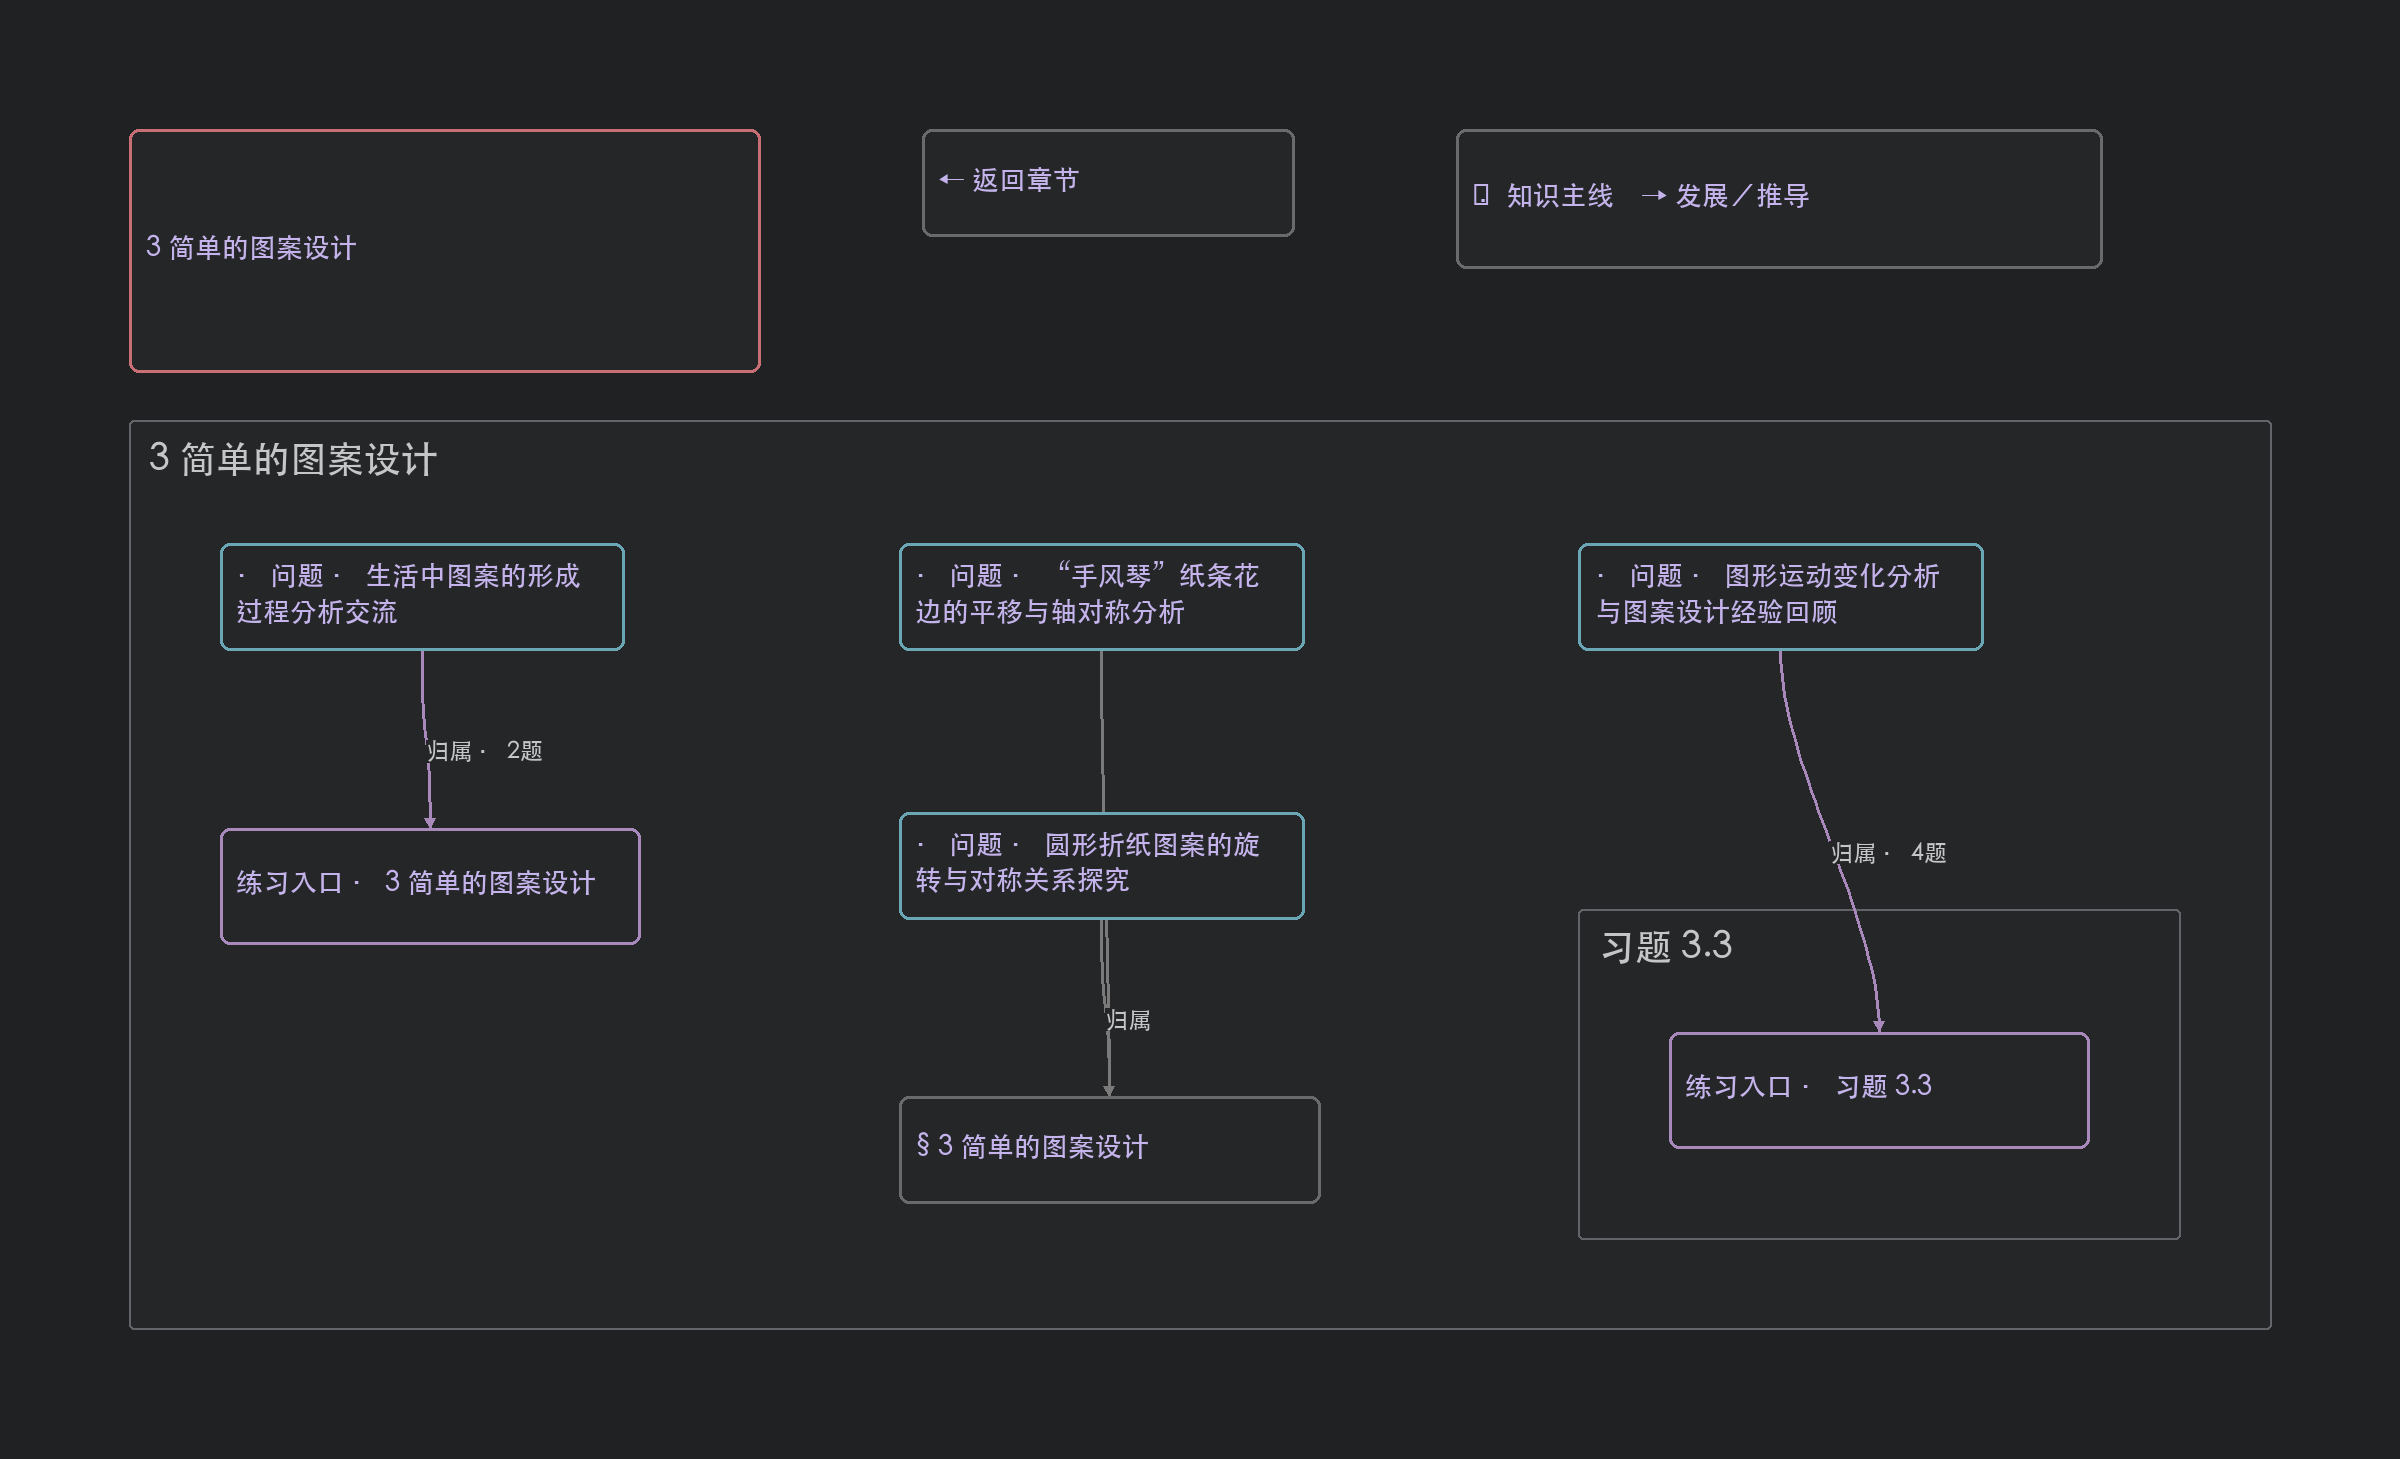 3 简单的图案设计
← 返回章节
知识主线 → 发展／推导
3 简单的图案设计
· 问题 · 生活中图案的形成
过程分析交流
· 问题 · “手风琴”纸条花
边的平移与轴对称分析
· 问题 · 图形运动变化分析
与图案设计经验回顾
归属 · 2题
· 问题 · 圆形折纸图案的旋
转与对称关系探究
归属 · 4题
练习入口 · 3 简单的图案设计
习题 3.3
归属
练习入口 · 习题 3.3
§ 3 简单的图案设计